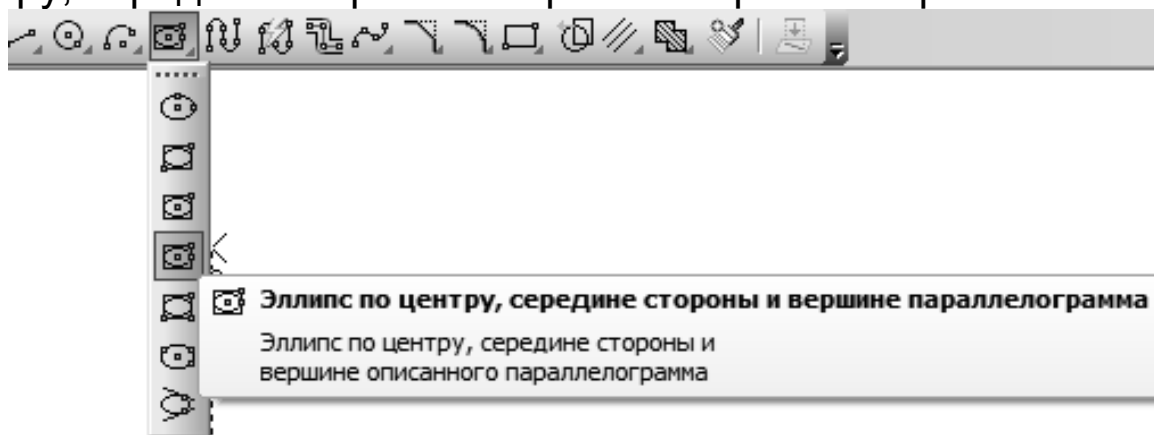 Эллипс по центру, середине стороны и вершине параллелограмма
Эллипс по центру, середине стороны и
вершине описанного параллелограмма